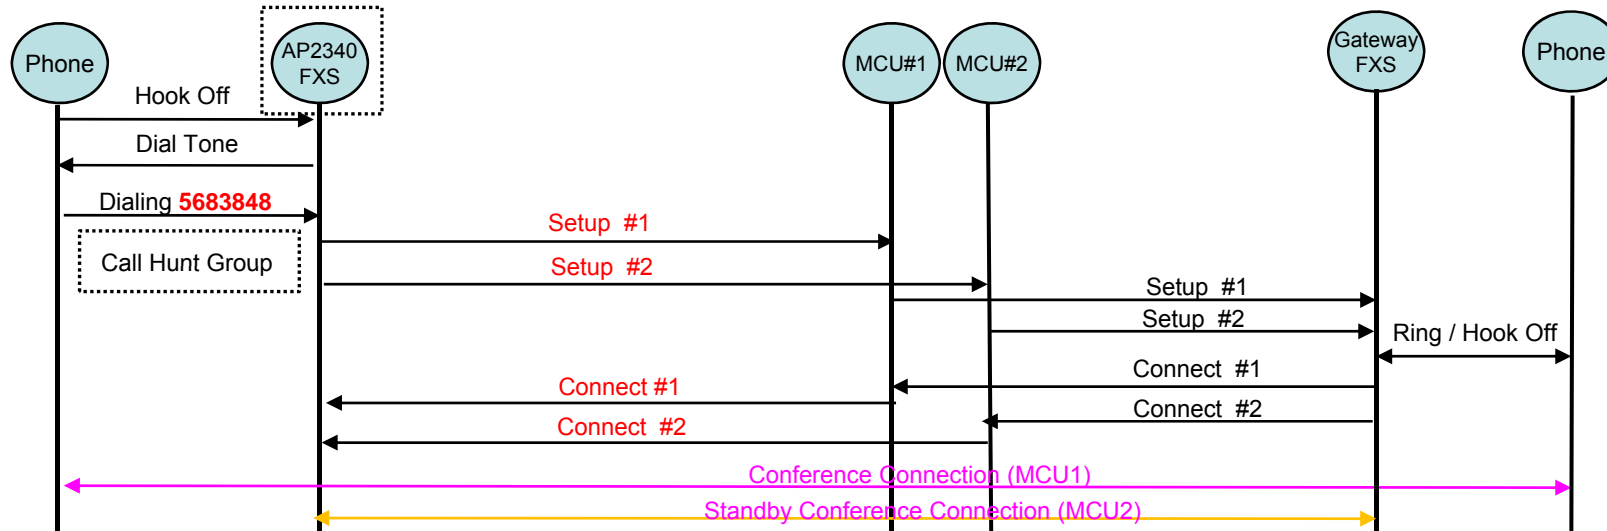 Phone
AP2340
FXS
MCU#1
MCU#2
Gateway
FXS
Phone
Hook Off
Dial Tone
Dialing 5683848
Call Hunt Group
Setup #1
Setup #2
Setup #1
Setup #2
Ring / Hook Off
Connect #1
Connect #1
Connect #2
Connect #2
Conference Connection (MCU1)
Standby Conference Connection (MCU2)